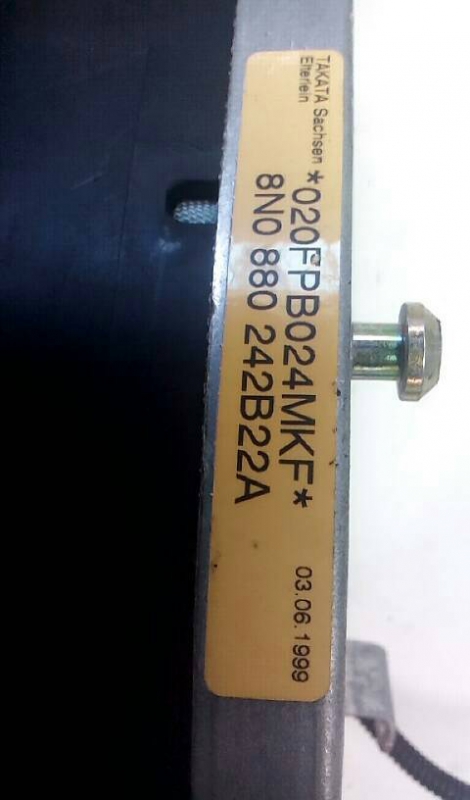 TAKATA Sachsen
Elterlein
*020FPB024MKF*
8N0 880 242B22A
03.06.1999